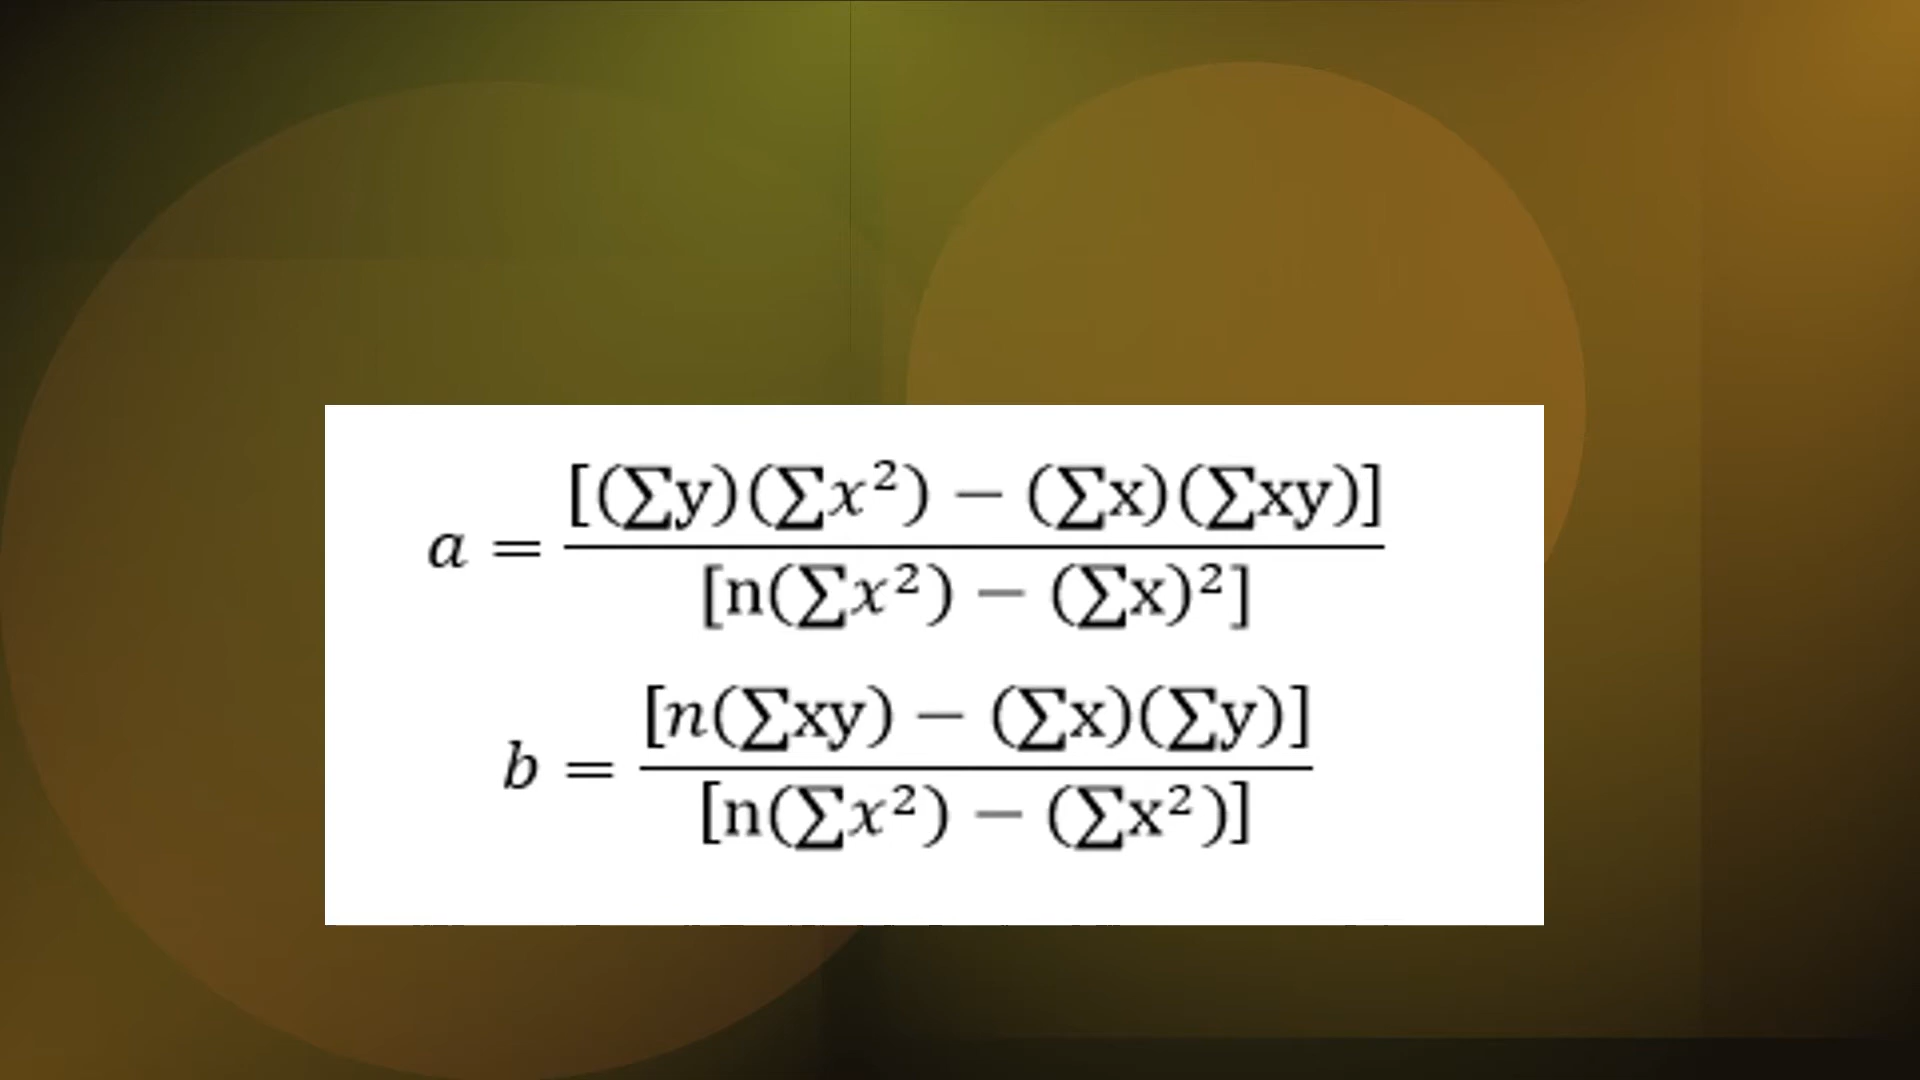 a = [(∑y)(∑x²) − (∑x)(∑xy)] / [n(∑x²) − (∑x)²]
b = [n(∑xy) − (∑x)(∑y)] / [n(∑x²) − (∑x²)]